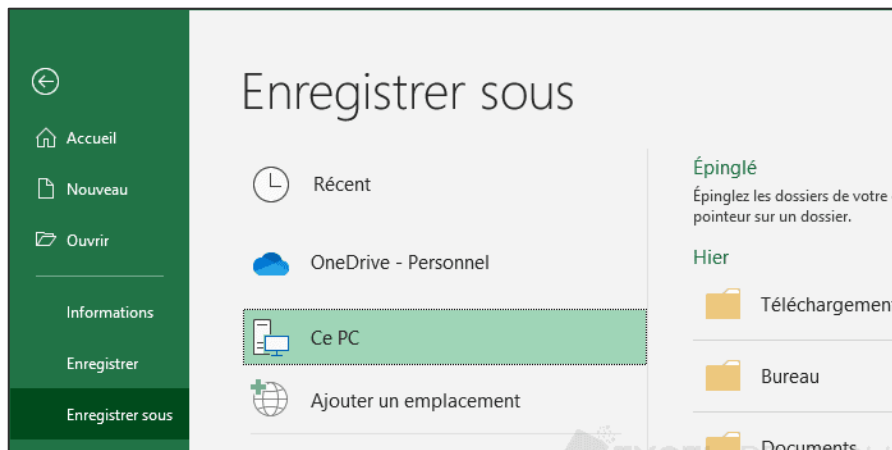 Enregistrer sous
Accueil
Nouveau
Ouvrir
Informations
Enregistrer
Enregistrer sous
Récent
OneDrive - Personnel
Ce PC
Ajouter un emplacement
Épinglé
Épinglez les dossiers de votre
pointeur sur un dossier.
Hier
Téléchargement
Bureau
Documents